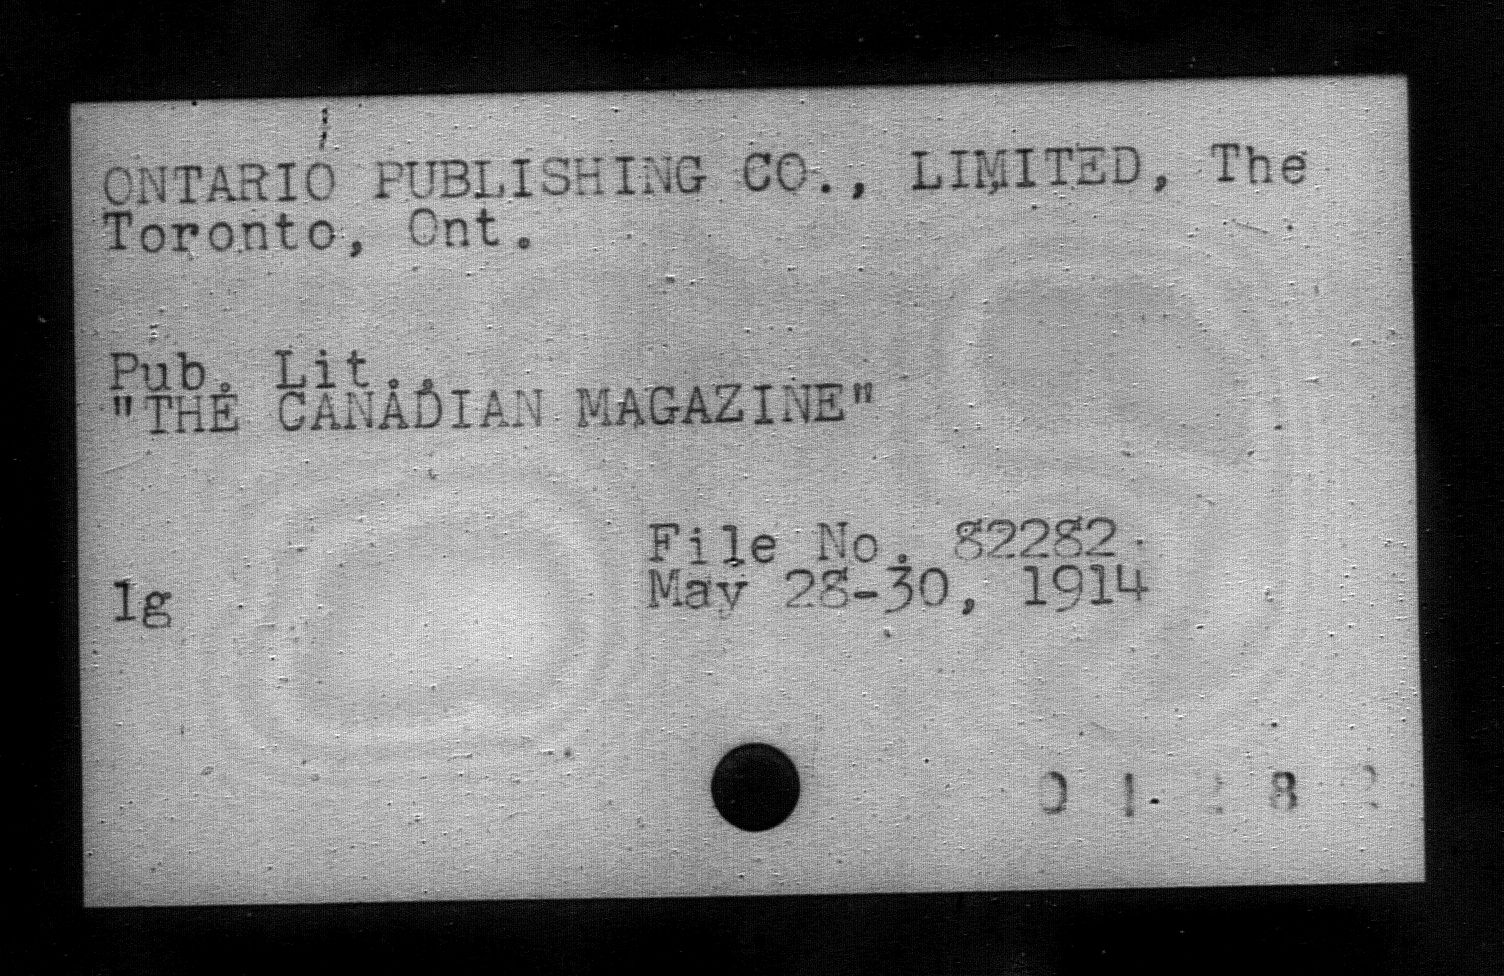 ONTARIO PUBLISHING CO., LIMITED, The
Toronto, Ont.
Pub. Lit.,
"THE CANADIAN MAGAZINE"
File No. 82282
May 28-30, 1914
lg